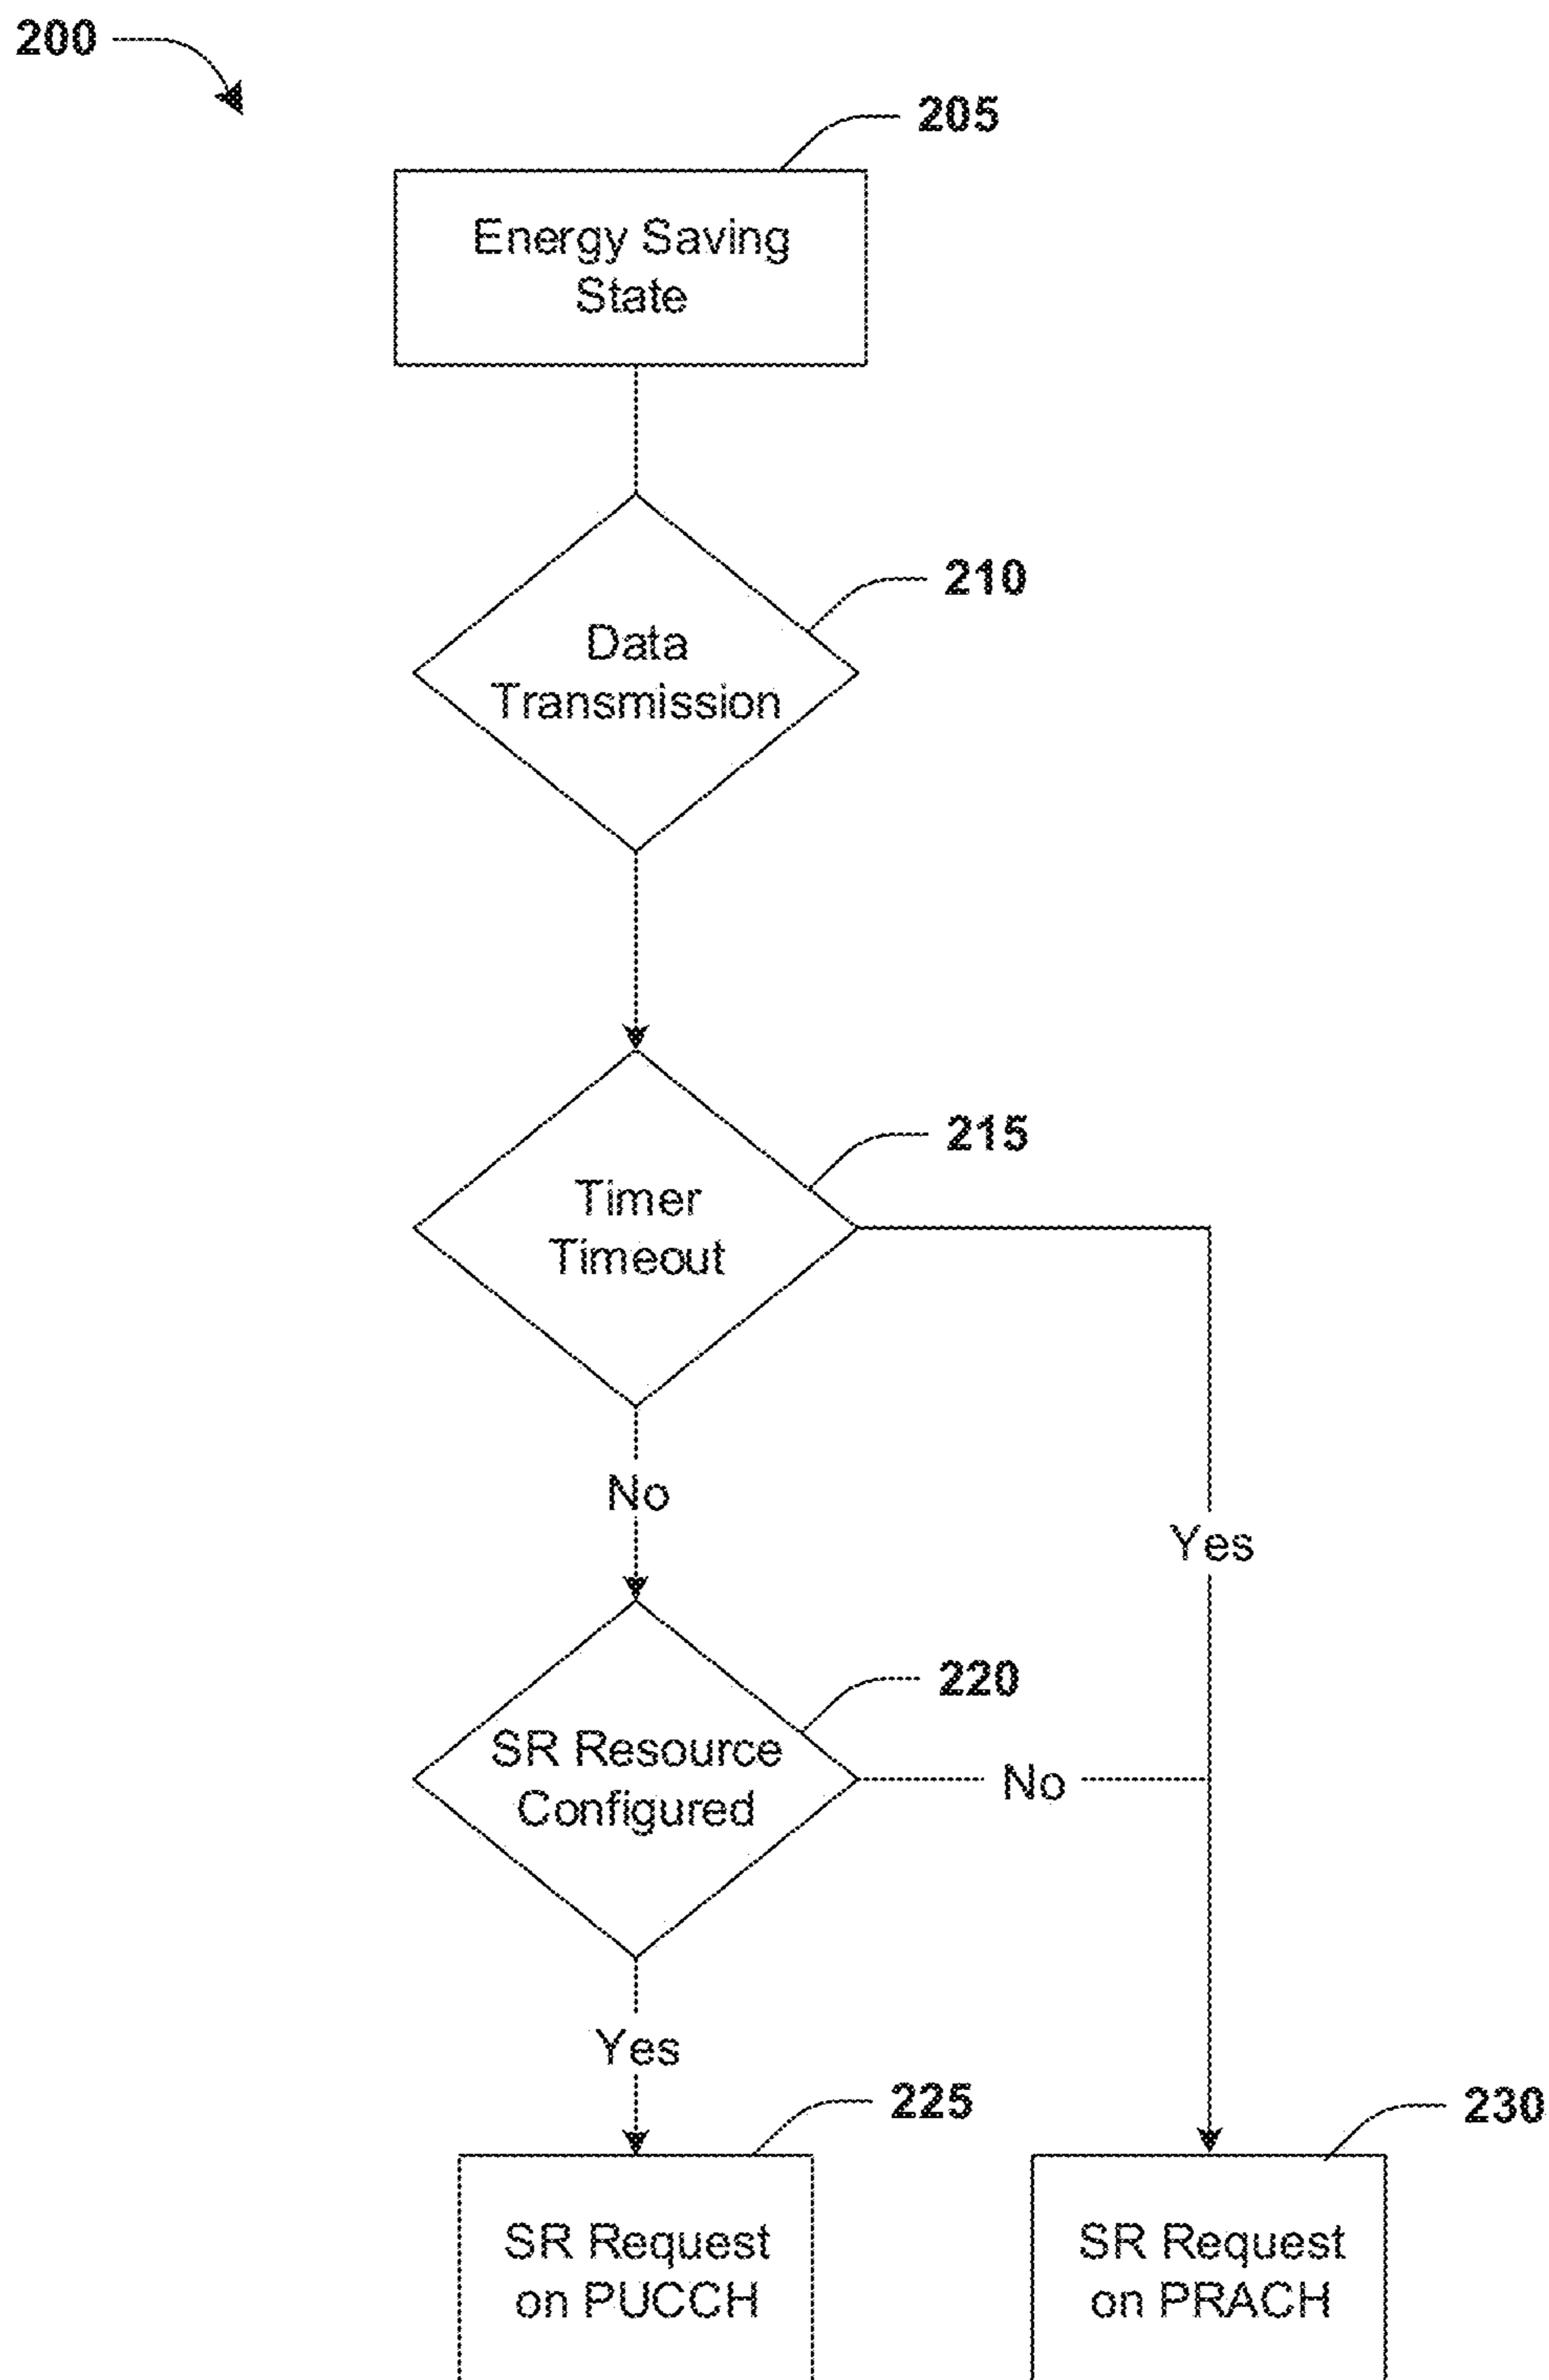 200
205
Energy Saving
State
210
Data
Transmission
215
Timer
Timeout
No
Yes
220
SR Resource
Configured
No
Yes
225
230
SR Request
on PUCCH
SR Request
on PRACH